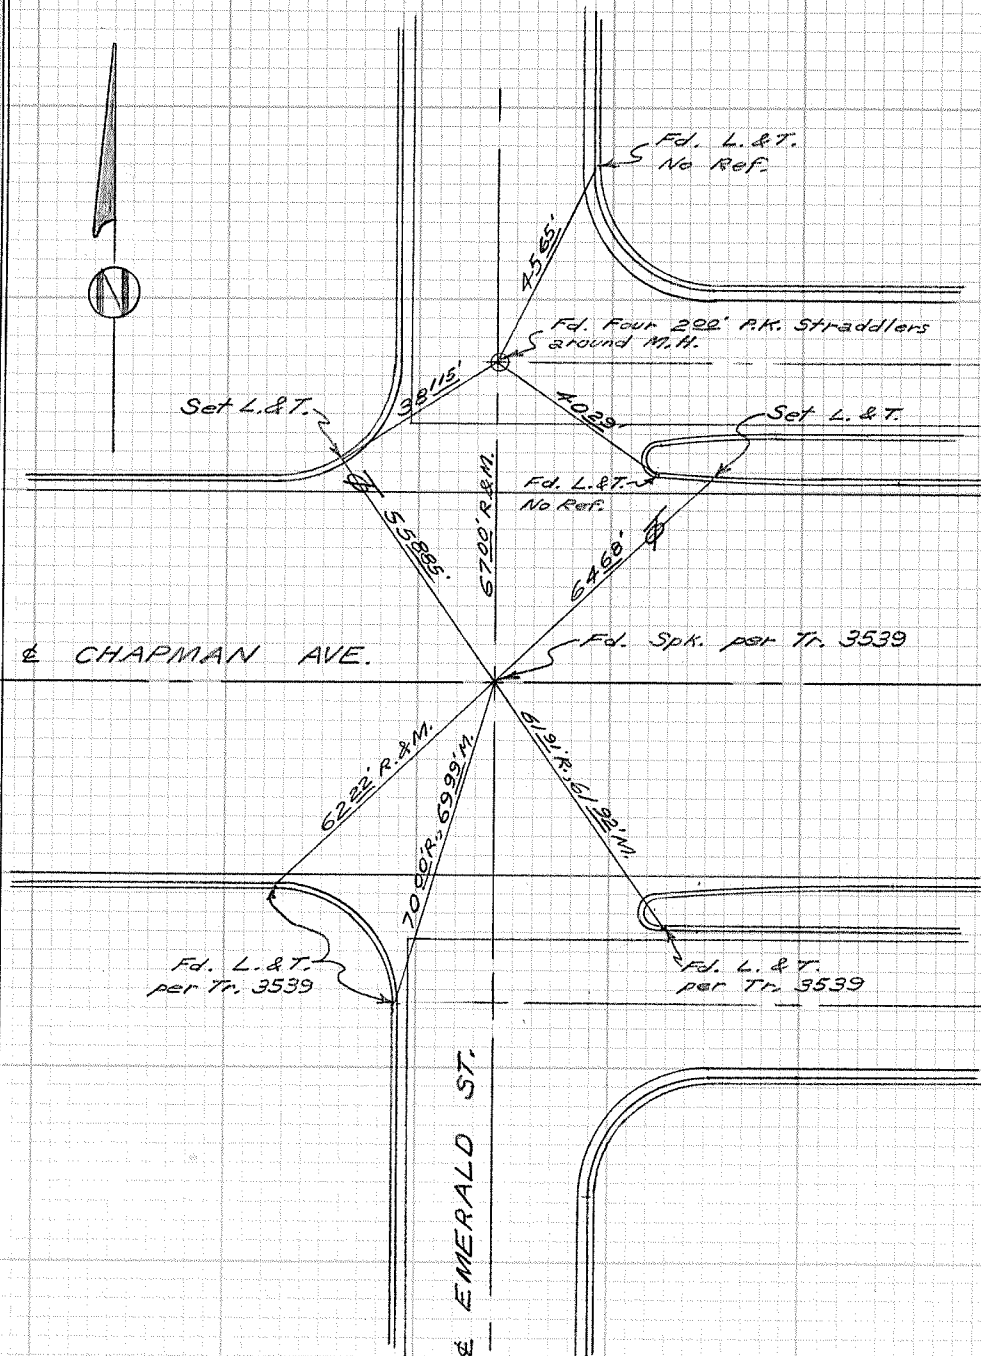 Fd. L. & T.
No Ref.
45.65'
Fd. Four 2.00' P.K. Straddlers
around M.H.
38.115'
Set L. & T.
40.29'
Set L. & T.
Fd. L. & T.
No Ref.
67.00' R. & M.
55.885'
64.68'
℄ CHAPMAN AVE.
Fd. Spk. per Tr. 3539
62.22' R. & M.
70.00' R., 69.99' M.
61.91' R., 61.92' M.
Fd. L. & T.
per Tr. 3539
Fd. L. & T.
per Tr. 3539
℄ EMERALD ST.
N